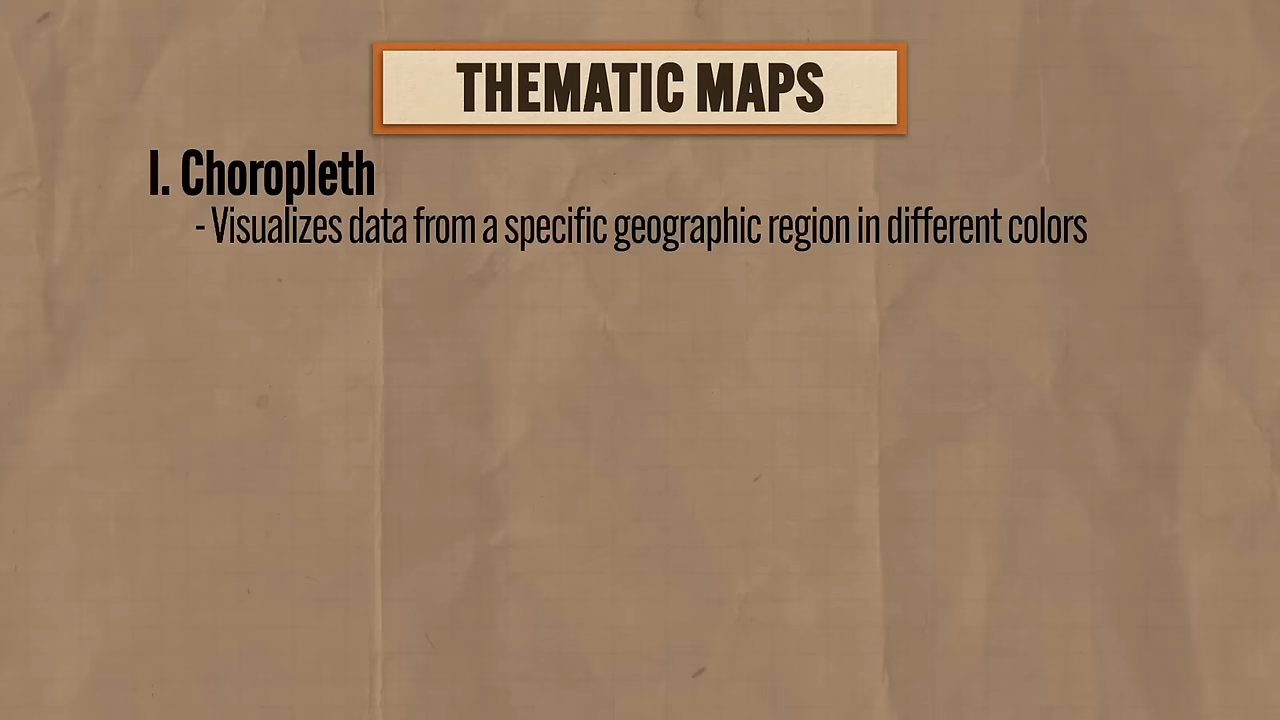 THEMATIC MAPS
I. Choropleth
- Visualizes data from a specific geographic region in different colors